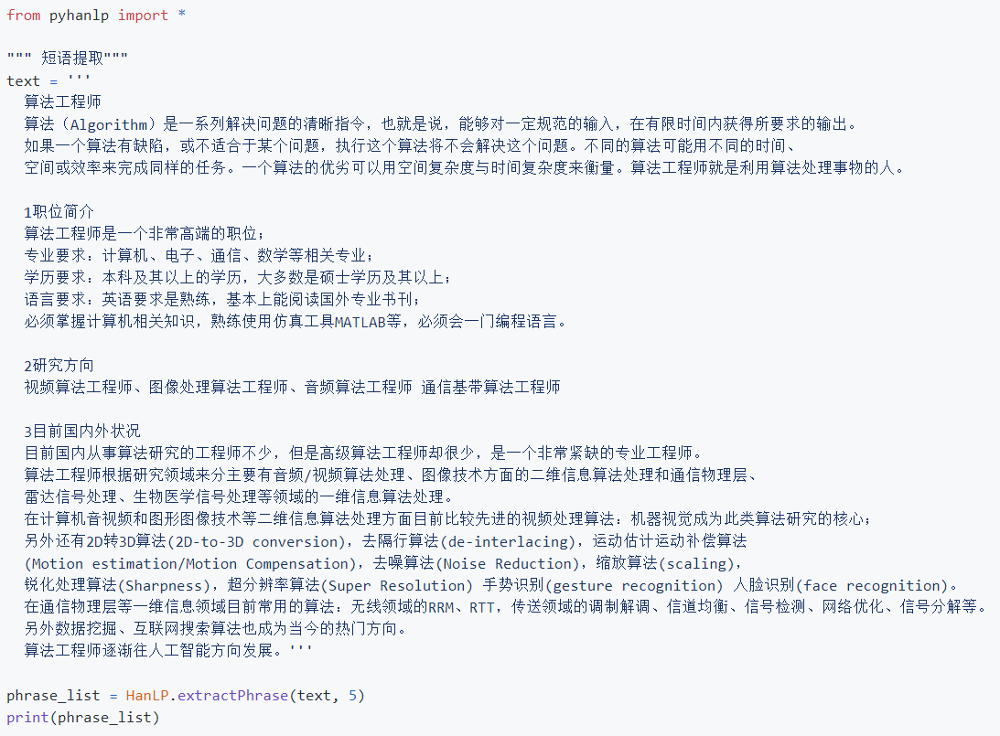 from pyhanlp import *
""" 短语提取"""
text = '''
算法工程师
算法（Algorithm）是一系列解决问题的清晰指令，也就是说，能够对一定规范的输入，在有限时间内获得所要求的输出。
如果一个算法有缺陷，或不适合于某个问题，执行这个算法将不会解决这个问题。不同的算法可能用不同的时间、
空间或效率来完成同样的任务。一个算法的优劣可以用空间复杂度与时间复杂度来衡量。算法工程师就是利用算法处理事物的人。
1职位简介
算法工程师是一个非常高端的职位；
专业要求：计算机、电子、通信、数学等相关专业；
学历要求：本科及其以上的学历，大多数是硕士学历及其以上；
语言要求：英语要求是熟练，基本上能阅读国外专业书刊；
必须掌握计算机相关知识，熟练使用仿真工具MATLAB等，必须会一门编程语言。
2研究方向
视频算法工程师、图像处理算法工程师、音频算法工程师 通信基带算法工程师
3目前国内外状况
目前国内从事算法研究的工程师不少，但是高级算法工程师却很少，是一个非常紧缺的专业工程师。
算法工程师根据研究领域来分主要有音频/视频算法处理、图像技术方面的二维信息算法处理和通信物理层、
雷达信号处理、生物医学信号处理等领域的一维信息算法处理。
在计算机音视频和图形图像技术等二维信息算法处理方面目前比较先进的视频处理算法：机器视觉成为此类算法研究的核心；
另外还有2D转3D算法(2D-to-3D conversion)，去隔行算法(de-interlacing)，运动估计运动补偿算法
(Motion estimation/Motion Compensation)，去噪算法(Noise Reduction)，缩放算法(scaling)，
锐化处理算法(Sharpness)，超分辨率算法(Super Resolution) 手势识别(gesture recognition) 人脸识别(face recognition)。
在通信物理层等一维信息领域目前常用的算法：无线领域的RRM、RTT，传送领域的调制解调、信道均衡、信号检测、网络优化、信号分解等。
另外数据挖掘、互联网搜索算法也成为当今的热门方向。
算法工程师逐渐往人工智能方向发展。'''
phrase_list = HanLP.extractPhrase(text, 5)
print(phrase_list)